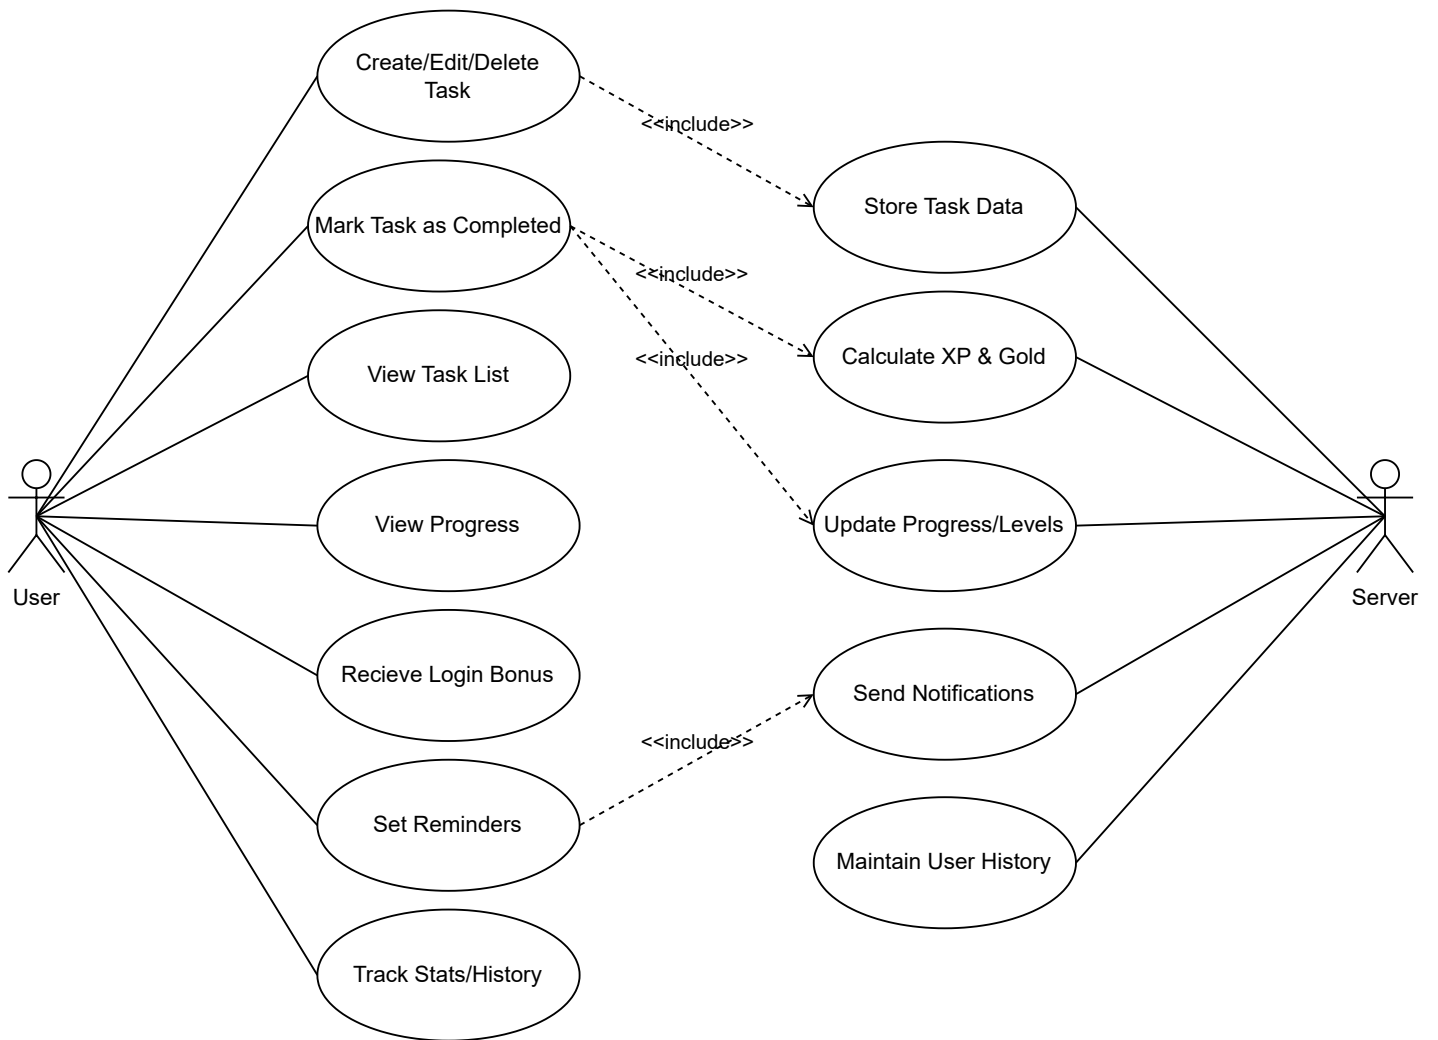 Create/Edit/Delete
Task
<<include>>
Store Task Data
Mark Task as Completed
<<include>>
Calculate XP & Gold
<<include>>
View Task List
View Progress
Update Progress/Levels
User
Server
Recieve Login Bonus
Send Notifications
<<include>>
Set Reminders
Maintain User History
Track Stats/History